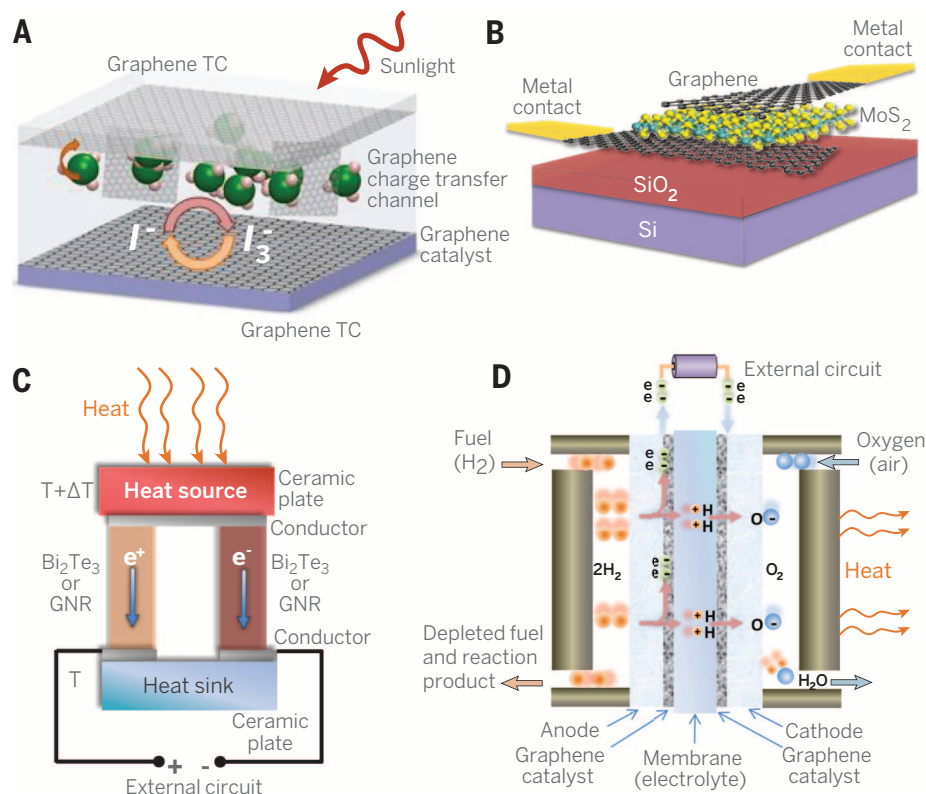 A
Graphene TC
Sunlight
Graphene
charge transfer
channel
I⁻
I₃⁻
Graphene
catalyst
Graphene TC
B
Metal
contact
Graphene
Metal
contact
MoS₂
SiO₂
Si
C
Heat
T+ΔT
Heat source
Ceramic
plate
Conductor
Bi₂Te₃
or
GNR
e⁺
e⁻
Bi₂Te₃
or
GNR
Conductor
T
Heat sink
Ceramic
plate
+ -
External circuit
D
External circuit
e -
e -
e -
e -
Fuel
(H₂)
Oxygen
(air)
e -
e -
+ H
+ H
O -
2H₂
e -
e -
O₂
Heat
+ H
+ H
O -
Depleted fuel
and reaction
product
H₂O
Anode
Graphene
catalyst
Membrane
(electrolyte)
Cathode
Graphene
catalyst